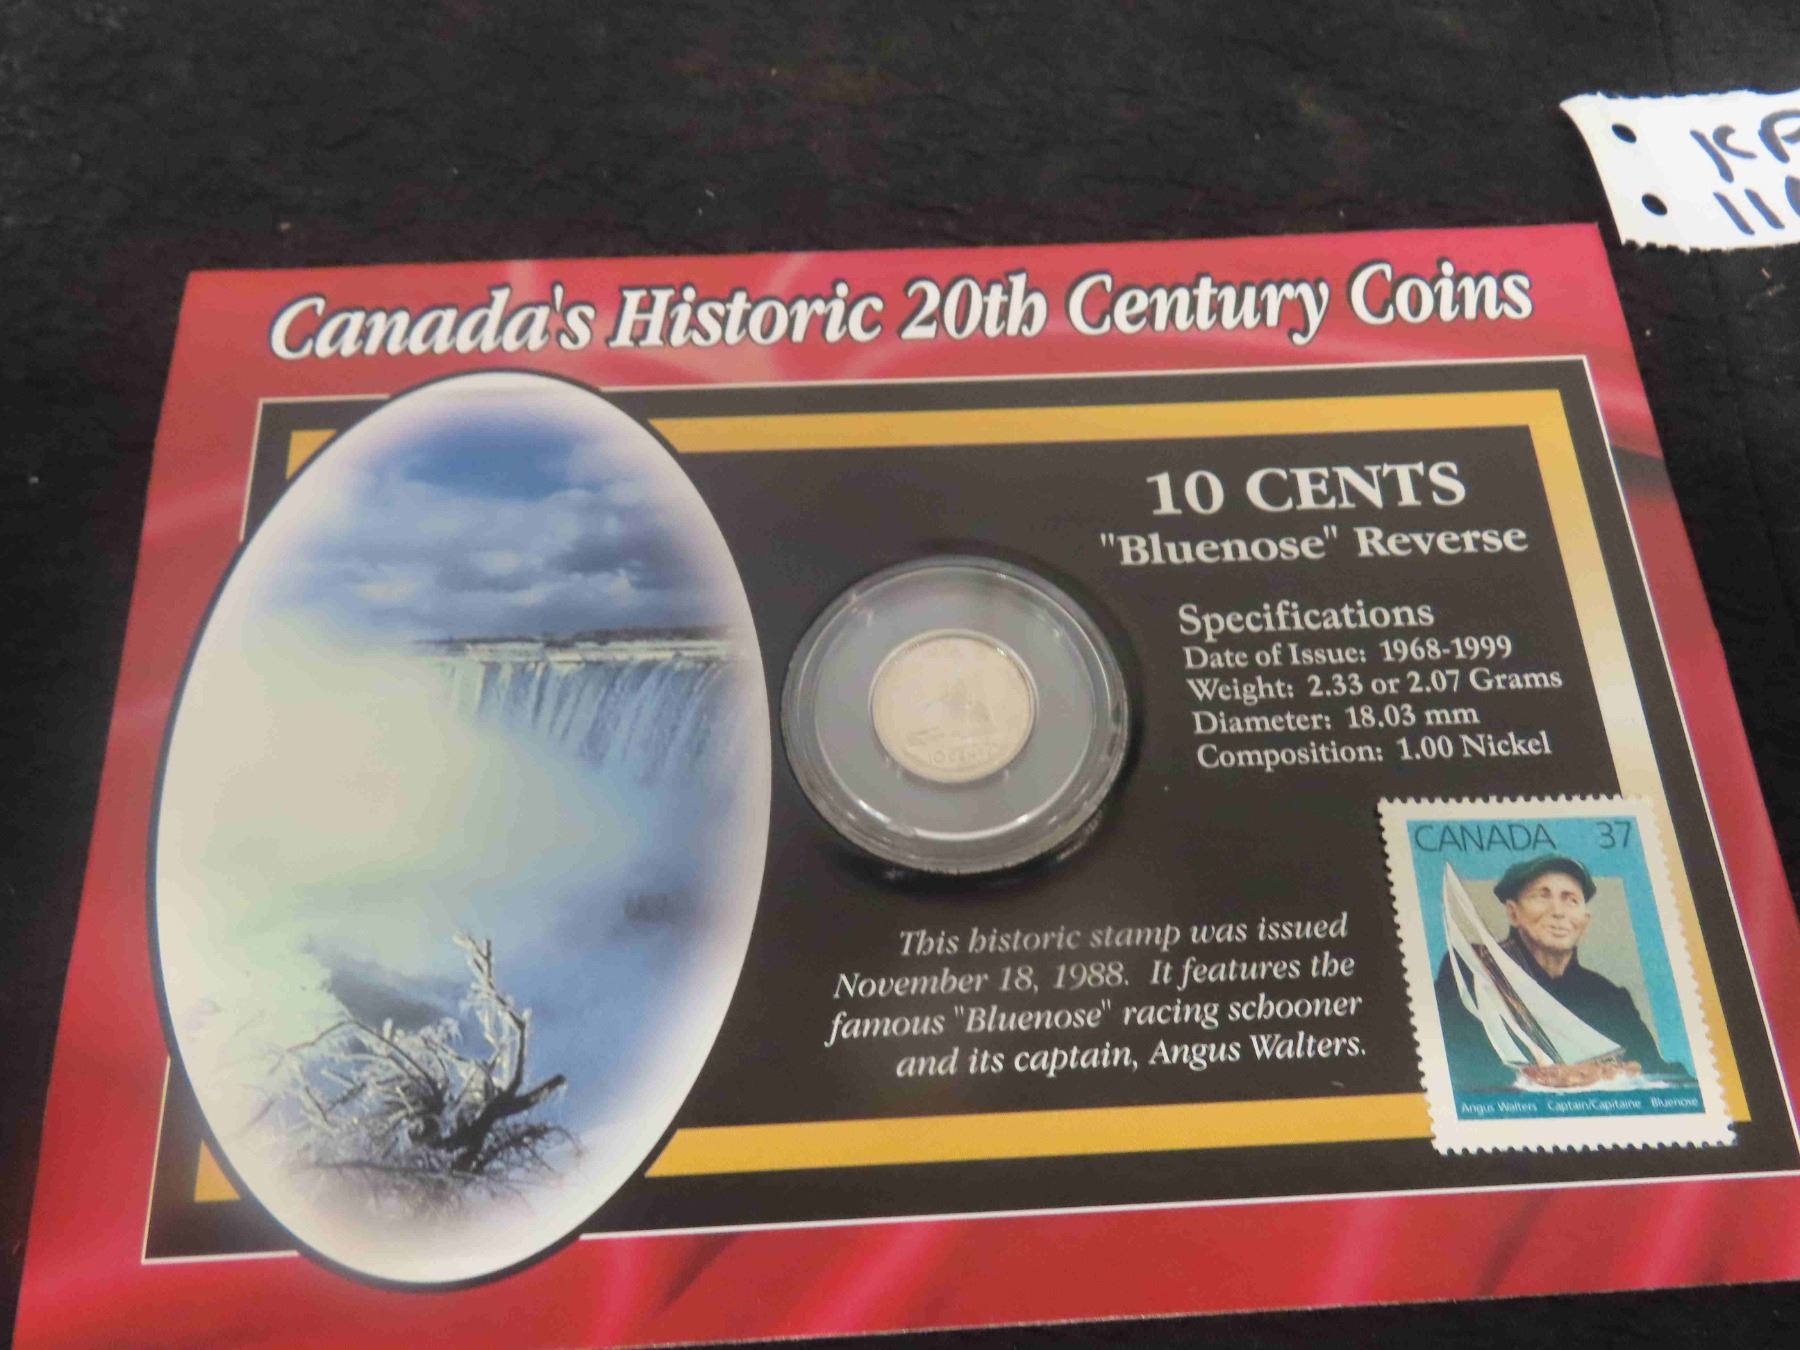 Canada's Historic 20th Century Coins
10 CENTS
"Bluenose" Reverse
Specifications
Date of Issue: 1968-1999
Weight: 2.33 or 2.07 Grams
Diameter: 18.03 mm
Composition: 1.00 Nickel
This historic stamp was issued
November 18, 1988. It features the
famous "Bluenose" racing schooner
and its captain, Angus Walters.
CANADA 37
Angus Walters Captain/Capitaine Bluenose
10 CENTS